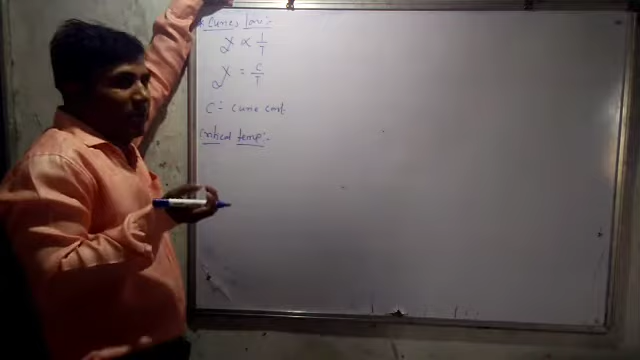 Curie's law:-
χ ∝ 1/T
χ = C/T
C = Curie const.
Critical temp:-